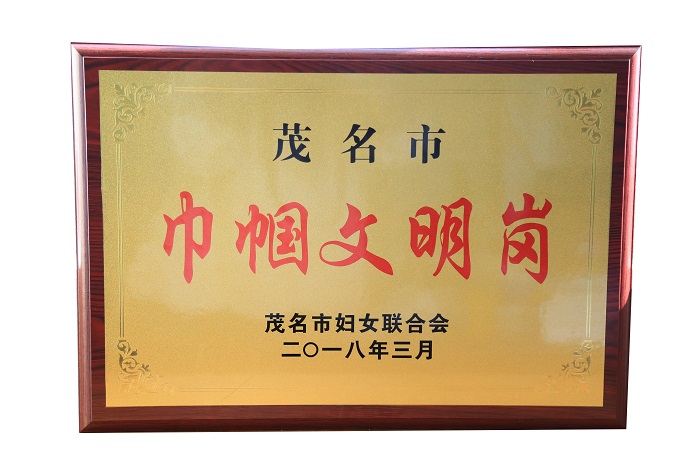 茂名市
巾帼文明岗
茂名市妇女联合会
二〇一八年三月